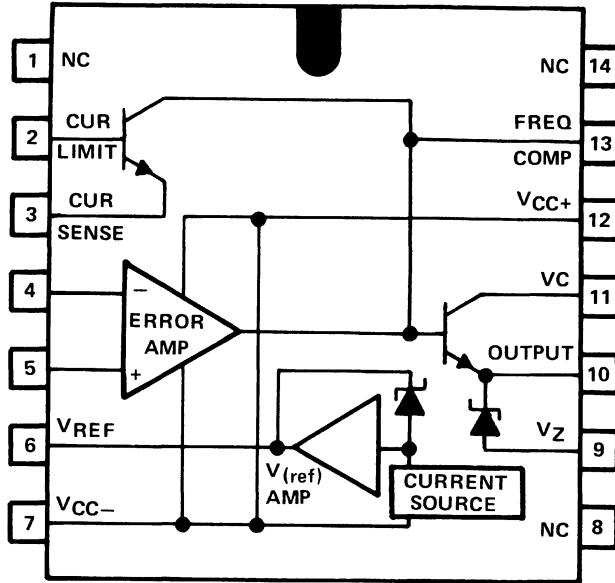 1 NC
NC 14
2 CUR
LIMIT
FREQ 13
COMP
3 CUR
SENSE
VCC+ 12
4
−
ERROR
AMP
VC 11
5
+
OUTPUT 10
6 VREF
V(ref)
AMP
VZ 9
CURRENT
SOURCE
7 VCC−
NC 8